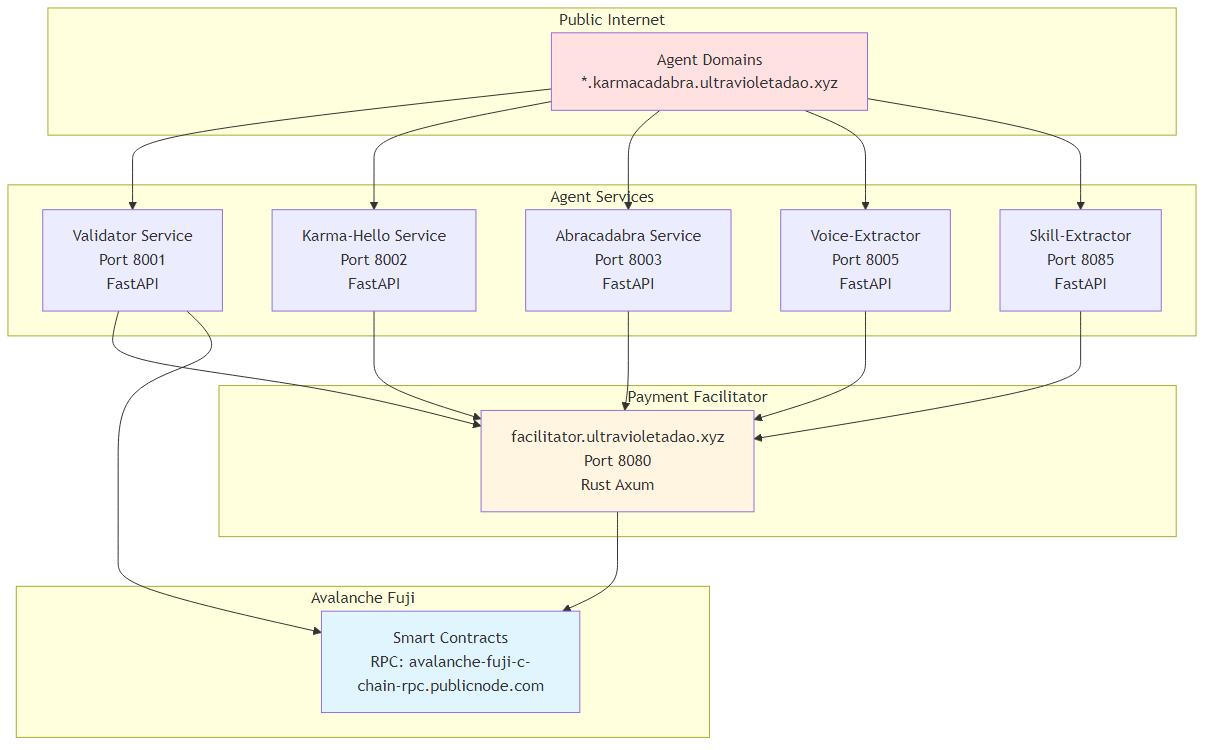 Public Internet
Agent Domains
*.karmacadabra.ultravioletadao.xyz
Agent Services
Validator Service
Port 8001
FastAPI
Karma-Hello Service
Port 8002
FastAPI
Abracadabra Service
Port 8003
FastAPI
Voice-Extractor
Port 8005
FastAPI
Skill-Extractor
Port 8085
FastAPI
Payment Facilitator
facilitator.ultravioletadao.xyz
Port 8080
Rust Axum
Avalanche Fuji
Smart Contracts
RPC: avalanche-fuji-c-
chain-rpc.publicnode.com